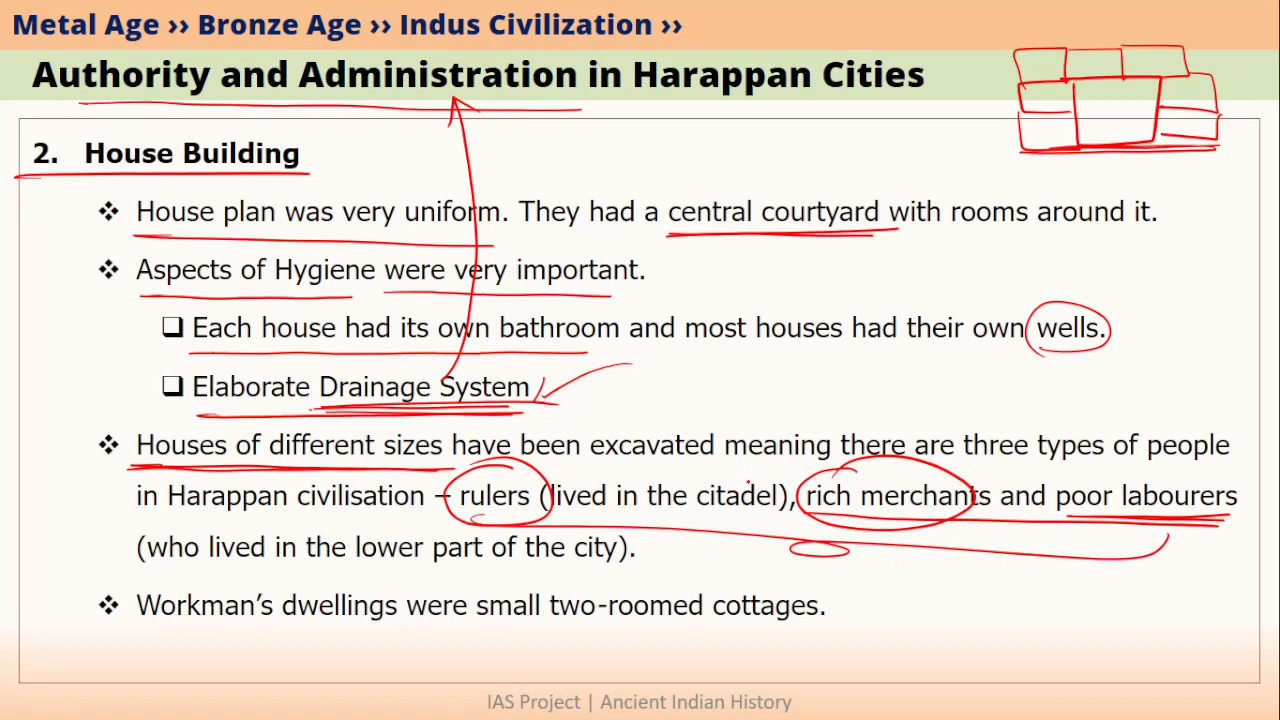 Metal Age ›› Bronze Age ›› Indus Civilization ››
Authority and Administration in Harappan Cities
2. House Building
❖ House plan was very uniform. They had a central courtyard with rooms around it.
❖ Aspects of Hygiene were very important.
❑ Each house had its own bathroom and most houses had their own wells.
❑ Elaborate Drainage System
❖ Houses of different sizes have been excavated meaning there are three types of people
in Harappan civilisation – rulers (lived in the citadel), rich merchants and poor labourers
(who lived in the lower part of the city).
❖ Workman’s dwellings were small two-roomed cottages.
IAS Project | Ancient Indian History